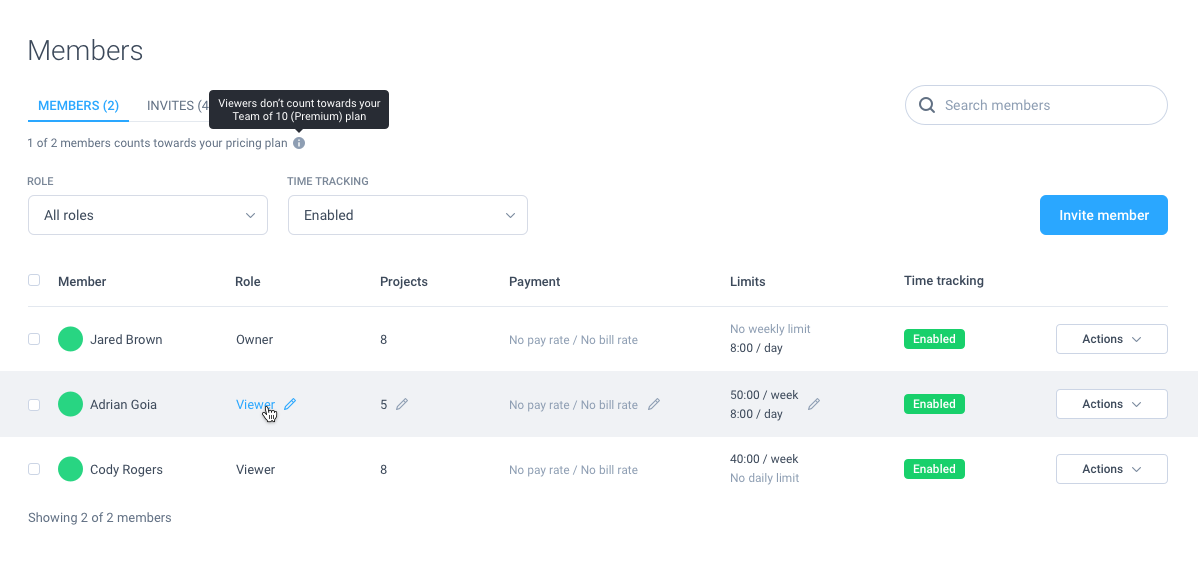 Members
MEMBERS (2) INVITES (4
Viewers don't count towards your
Team of 10 (Premium) plan
Search members
1 of 2 members counts towards your pricing plan
ROLE TIME TRACKING
All roles Enabled Invite member
Member Role Projects Payment Limits Time tracking
Jared Brown Owner 8 No pay rate / No bill rate No weekly limit Enabled Actions
8:00 / day
Adrian Goia Viewer 5 No pay rate / No bill rate 50:00 / week Enabled Actions
8:00 / day
Cody Rogers Viewer 8 No pay rate / No bill rate 40:00 / week Enabled Actions
No daily limit
Showing 2 of 2 members